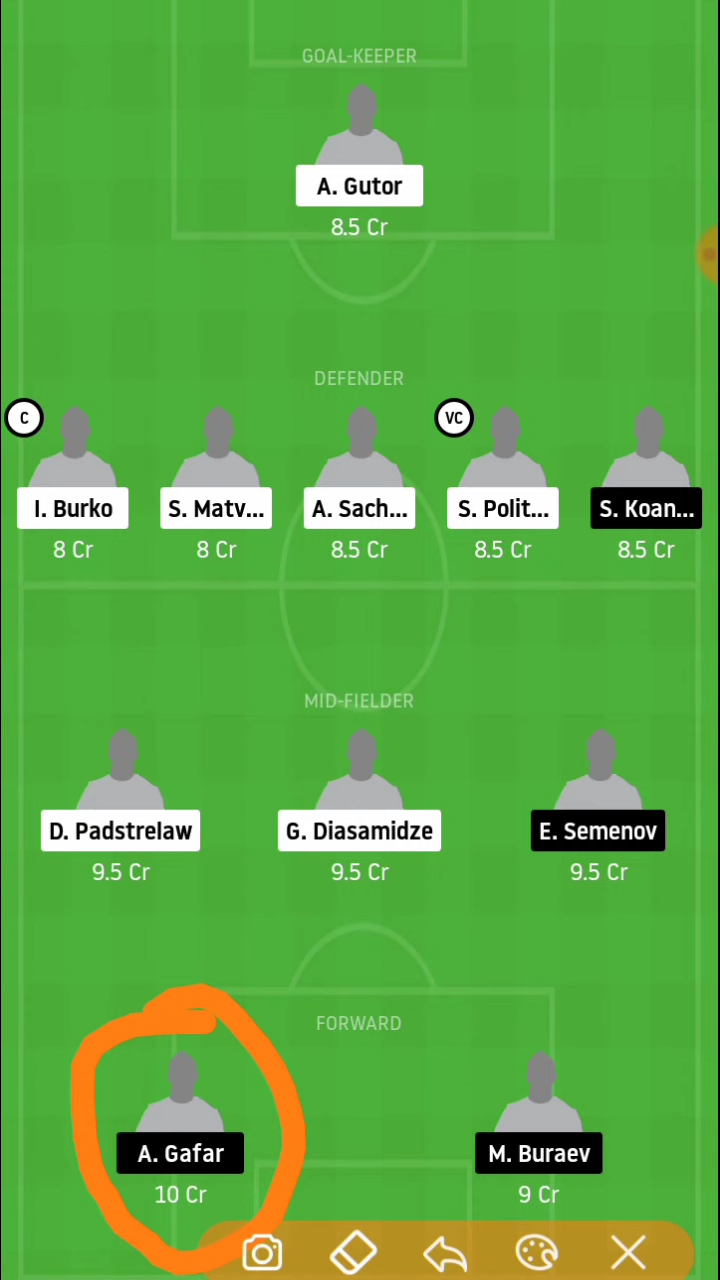 GOAL-KEEPER
A. Gutor
8.5 Cr
DEFENDER
C
VC
I. Burko
S. Matv...
A. Sach...
S. Polit...
S. Koan...
8 Cr
8 Cr
8.5 Cr
8.5 Cr
8.5 Cr
MID-FIELDER
D. Padstrelaw
G. Diasamidze
E. Semenov
9.5 Cr
9.5 Cr
9.5 Cr
FORWARD
A. Gafar
M. Buraev
10 Cr
9 Cr